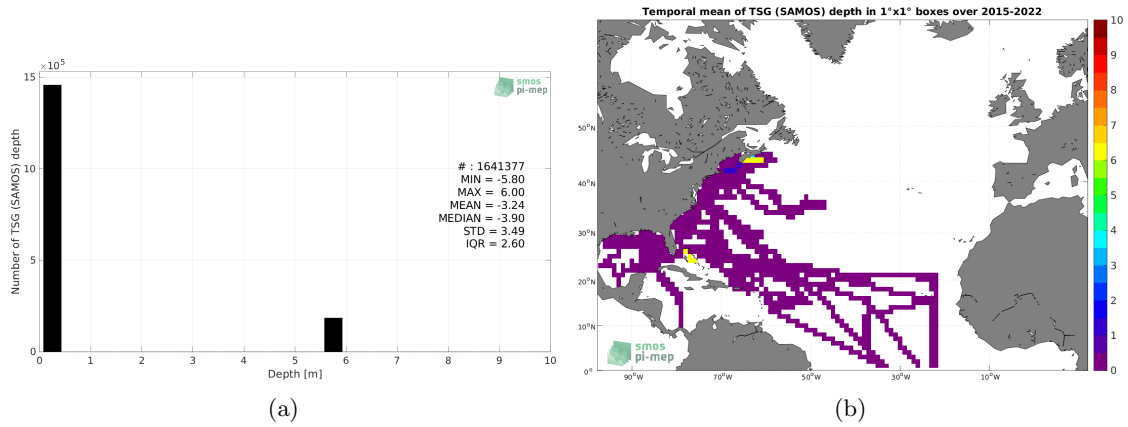 Temporal mean of TSG (SAMOS) depth in 1°x1° boxes over 2015-2022
×10⁵
15
10
5
0
Number of TSG (SAMOS) depth
smos
pi-mep
# : 1641377
MIN = -5.80
MAX = 6.00
MEAN = -3.24
MEDIAN = -3.90
STD = 3.49
IQR = 2.60
0 1 2 3 4 5 6 7 8 9 10
Depth [m]
(a)
50°N
40°N
30°N
20°N
10°N
0°
90°W 70°W 50°W 30°W 10°W
smos
pi-mep
10
9
8
7
6
5
4
3
2
1
0
(b)